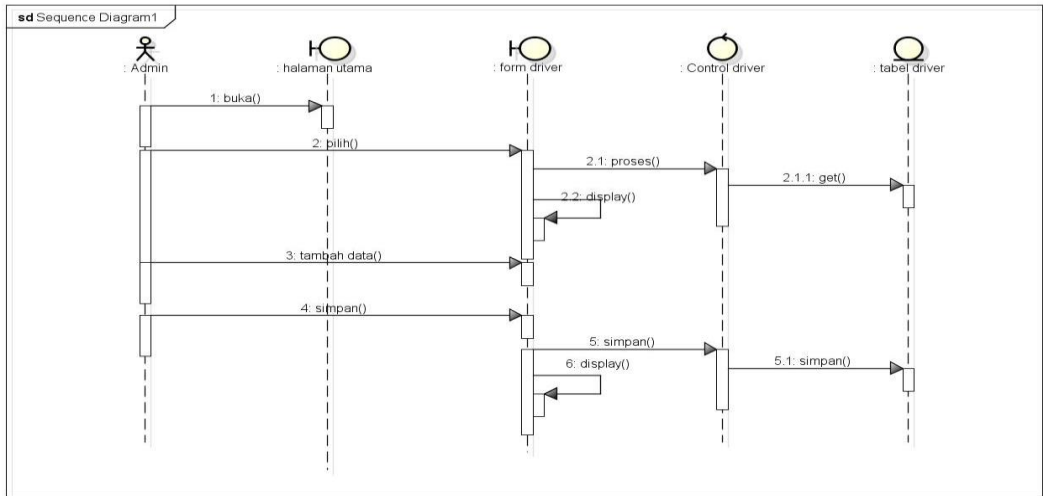 sd Sequence Diagram1
: Admin
: halaman utama
: form driver
: Control driver
: tabel driver
1: buka()
2: pilih()
2.1: proses()
2.1.1: get()
2.2: display()
3: tambah data()
4: simpan()
5: simpan()
6: display()
5.1: simpan()